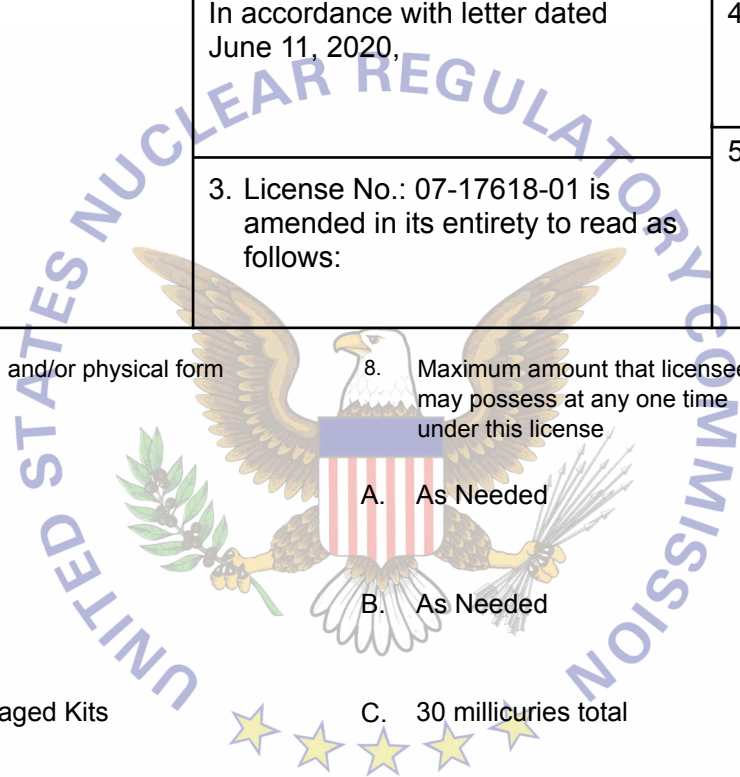 In accordance with letter dated
June 11, 2020,
4
5
3. License No.: 07-17618-01 is
amended in its entirety to read as
follows:
and/or physical form
8. Maximum amount that licensee
may possess at any one time
under this license
A. As Needed
B. As Needed
aged Kits
C. 30 millicuries total
UNITED STATES NUCLEAR REGULATORY COMMISSION